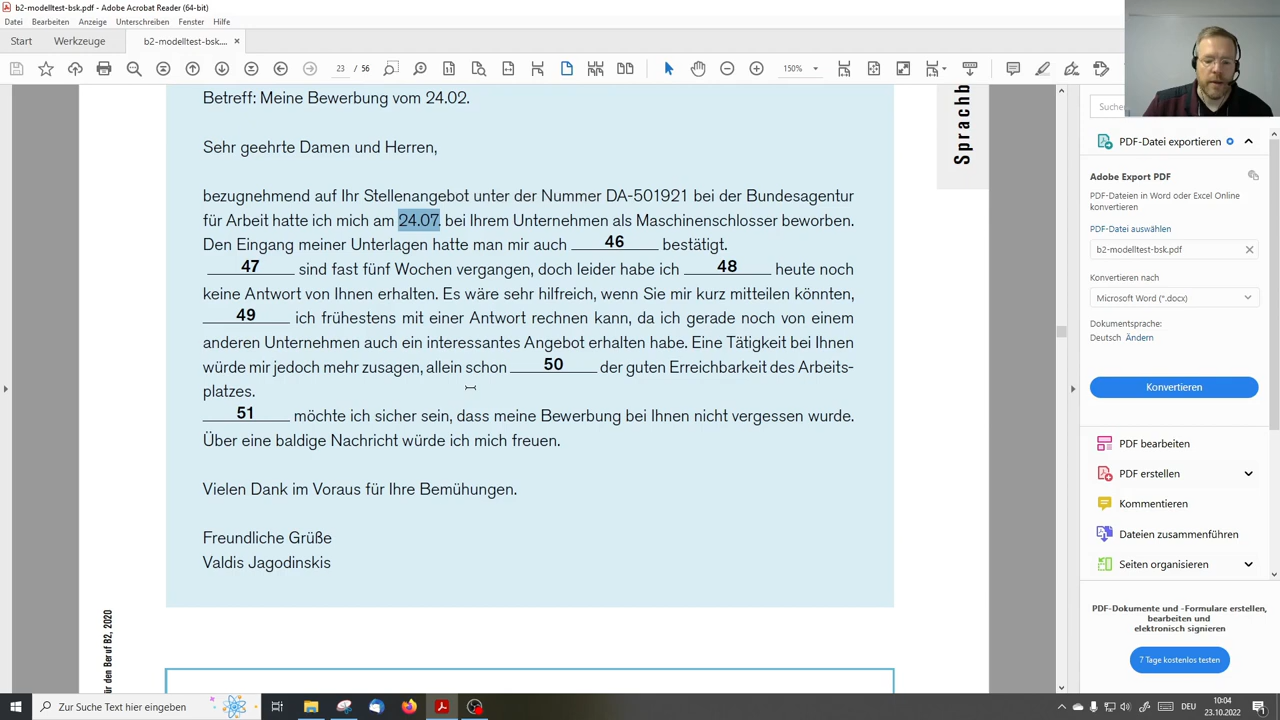 b2-modelltest-bsk.pdf - Adobe Acrobat Reader (64-bit)
Datei Bearbeiten Anzeige Unterschreiben Fenster Hilfe
Start Werkzeuge b2-modelltest-bsk.... ×
23 / 56 150%
Betreff: Meine Bewerbung vom 24.02.
Sehr geehrte Damen und Herren,
bezugnehmend auf Ihr Stellenangebot unter der Nummer DA-501921 bei der Bundesagentur
für Arbeit hatte ich mich am 24.07. bei Ihrem Unternehmen als Maschinenschlosser beworben.
Den Eingang meiner Unterlagen hatte man mir auch 46 bestätigt.
47 sind fast fünf Wochen vergangen, doch leider habe ich 48 heute noch
keine Antwort von Ihnen erhalten. Es wäre sehr hilfreich, wenn Sie mir kurz mitteilen könnten,
49 ich frühestens mit einer Antwort rechnen kann, da ich gerade noch von einem
anderen Unternehmen auch ein interessantes Angebot erhalten habe. Eine Tätigkeit bei Ihnen
würde mir jedoch mehr zusagen, allein schon 50 der guten Erreichbarkeit des Arbeits-
platzes.
51 möchte ich sicher sein, dass meine Bewerbung bei Ihnen nicht vergessen wurde.
Über eine baldige Nachricht würde ich mich freuen.
Vielen Dank im Voraus für Ihre Bemühungen.
Freundliche Grüße
Valdis Jagodinskis
für den Beruf B2, 2020
Sprachb
Suchen
PDF-Datei exportieren
Adobe Export PDF
PDF-Dateien in Word oder Excel Online
konvertieren
PDF-Datei auswählen
b2-modelltest-bsk.pdf
Konvertieren nach
Microsoft Word (*.docx)
Dokumentsprache:
Deutsch Ändern
Konvertieren
PDF bearbeiten
PDF erstellen
Kommentieren
Dateien zusammenführen
Seiten organisieren
PDF-Dokumente und -Formulare erstellen,
bearbeiten und
elektronisch signieren
7 Tage kostenlos testen
Zur Suche Text hier eingeben
DEU
10:04
23.10.2022